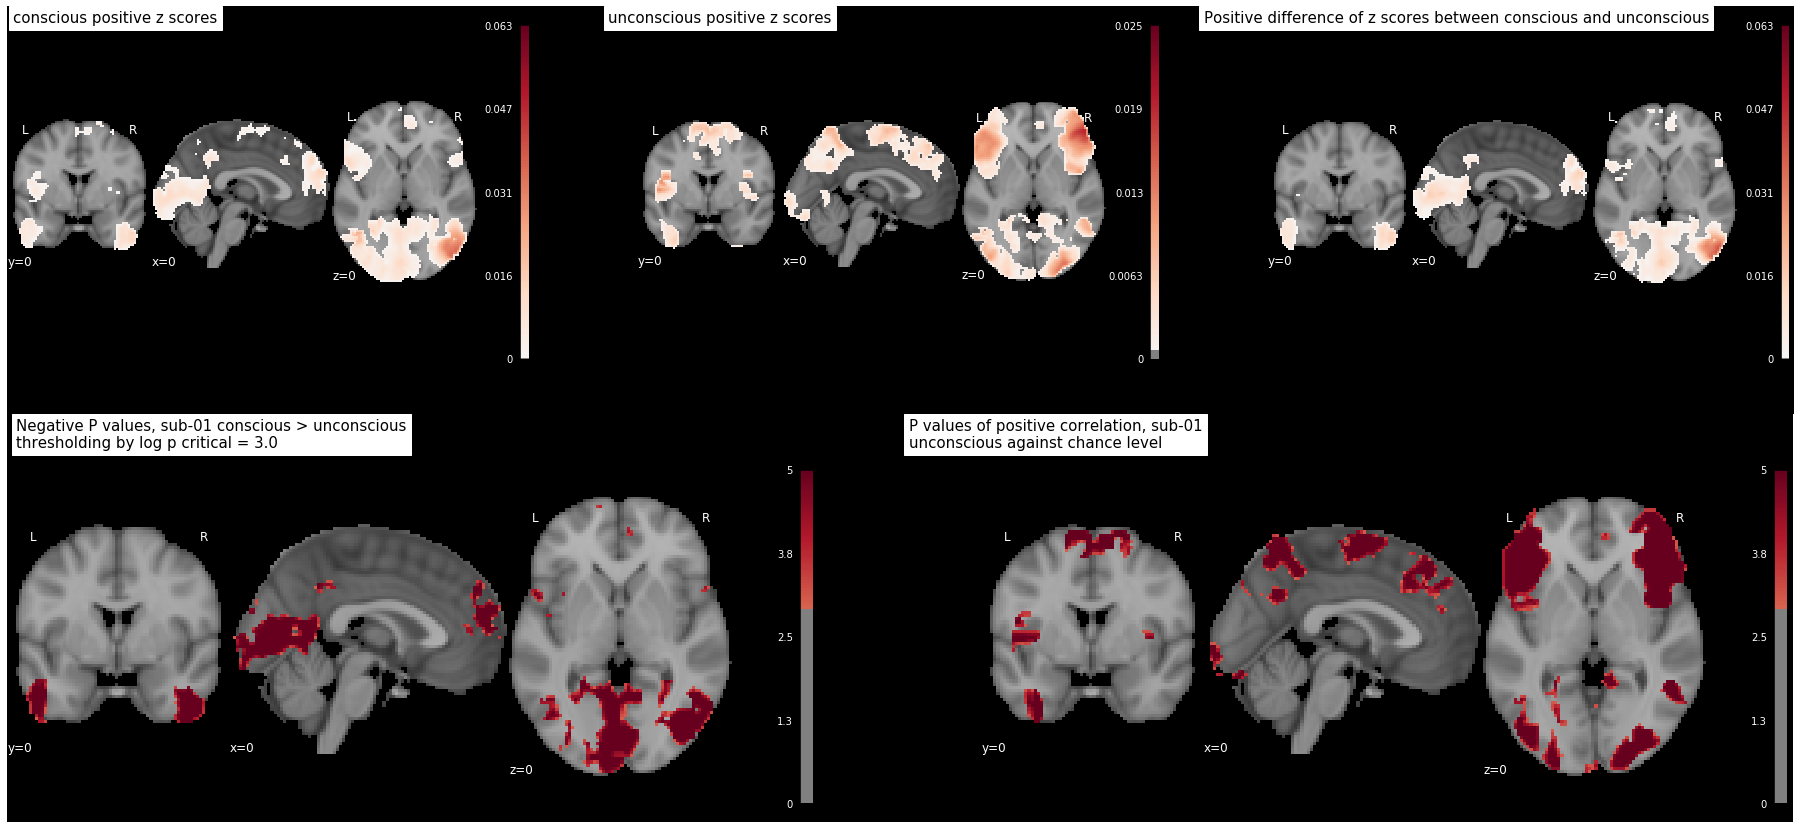 conscious positive z scores
0.063
0.047
0.031
0.016
0
L
R
L
R
y=0
x=0
z=0
unconscious positive z scores
0.025
0.019
0.013
0.0063
0
L
R
L
R
y=0
x=0
z=0
Positive difference of z scores between conscious and unconscious
0.063
0.047
0.031
0.016
0
L
R
L
R
y=0
x=0
z=0
Negative P values, sub-01 conscious > unconscious
thresholding by log p critical = 3.0
5
3.8
2.5
1.3
0
L
R
L
R
y=0
x=0
z=0
P values of positive correlation, sub-01
unconscious against chance level
5
3.8
2.5
1.3
0
L
R
L
R
y=0
x=0
z=0